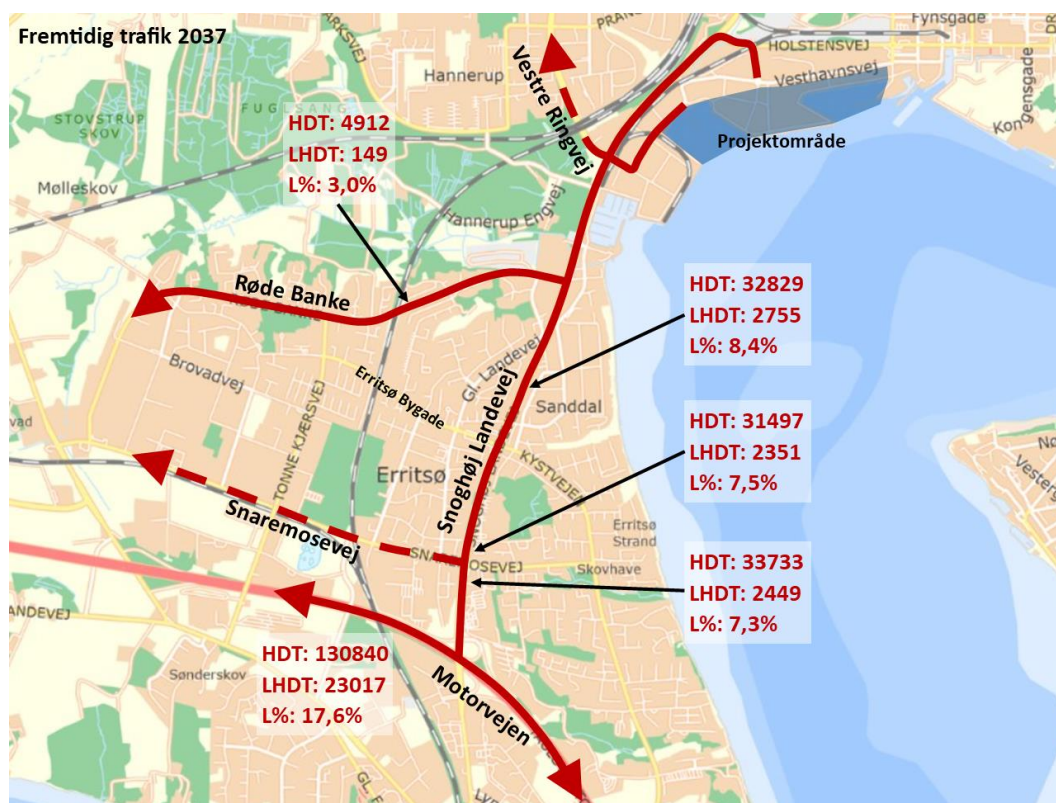 Fremtidig trafik 2037
Fynsgade
HOLSTENSVEJ
Vesthavnsvej
Kongensgade
Hannerup
Vestre Ringvej
FUGLSANG
STOVSTRUP
SKOV
HDT: 4912
LHDT: 149
L%: 3,0%
Projektområde
Mølleskov
Hannerup Engvej
Røde Banke
HDT: 32829
LHDT: 2755
L%: 8,4%
Brovadvej
Gl. Landevej
Erritsø Bygade
Sanddal
Snoghøj Landevej
TONNE KJÆRSVEJ
KYSTVEJEN
HDT: 31497
LHDT: 2351
L%: 7,5%
Erritsø
Snaremosevej
Erritsø
Strand
Skovhave
HDT: 33733
LHDT: 2449
L%: 7,3%
ANDEVEJ
HDT: 130840
LHDT: 23017
L%: 17,6%
Sønderskov
Motorvejen